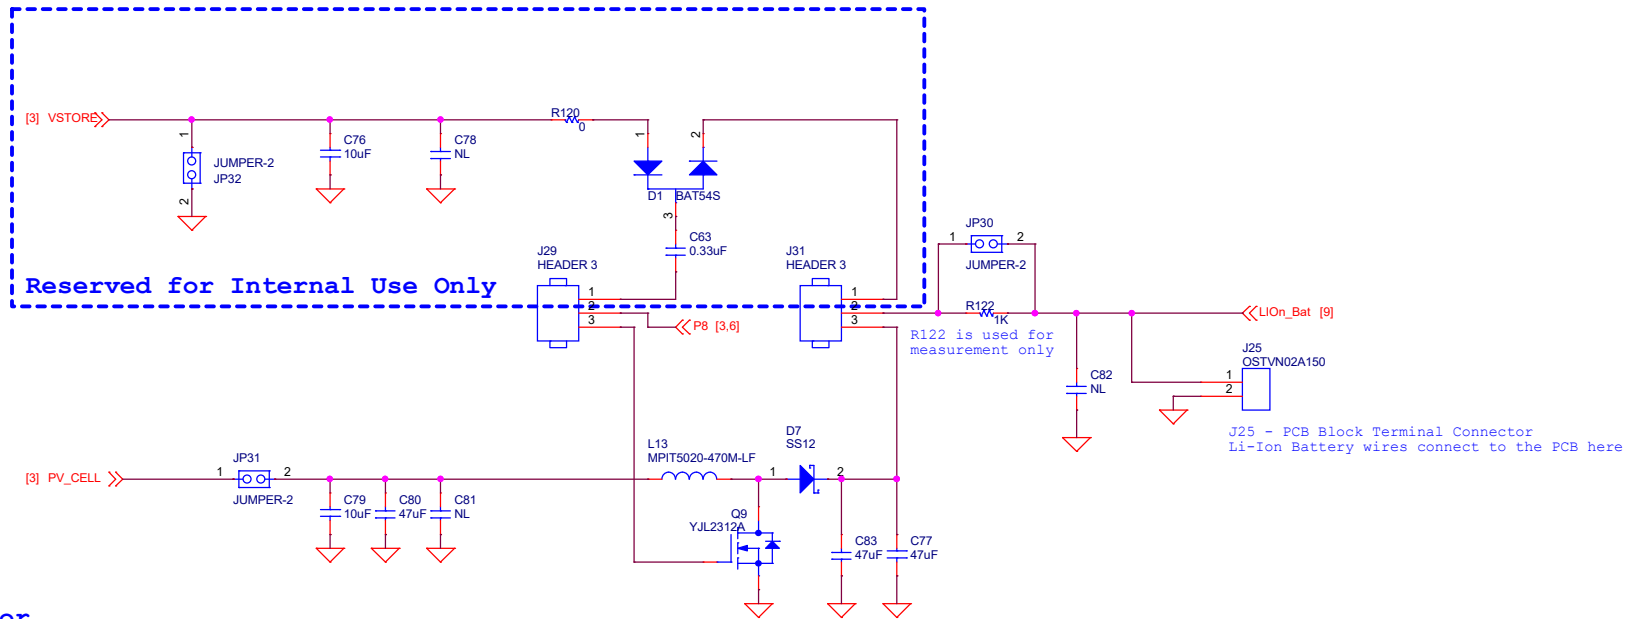 [3] VSTORE
1
JUMPER-2
JP32
2
C76
10uF
C78
NL
R120
0
1
2
D1
BAT54S
3
C63
0.33uF
J29
HEADER 3
1
2
3
P8 [3,6]
J31
HEADER 3
1
2
3
Reserved for Internal Use Only
JP30
1
2
JUMPER-2
R122
1K
R122 is used for
measurement only
LIOn_Bat [9]
C82
NL
J25
OSTVN02A150
1
2
J25 - PCB Block Terminal Connector
Li-Ion Battery wires connect to the PCB here
[3] PV_CELL
JP31
1
2
JUMPER-2
C79
10uF
C80
47uF
C81
NL
L13
MPIT5020-470M-LF
D7
SS12
1
2
Q9
YJL2312A
C83
47uF
C77
47uF